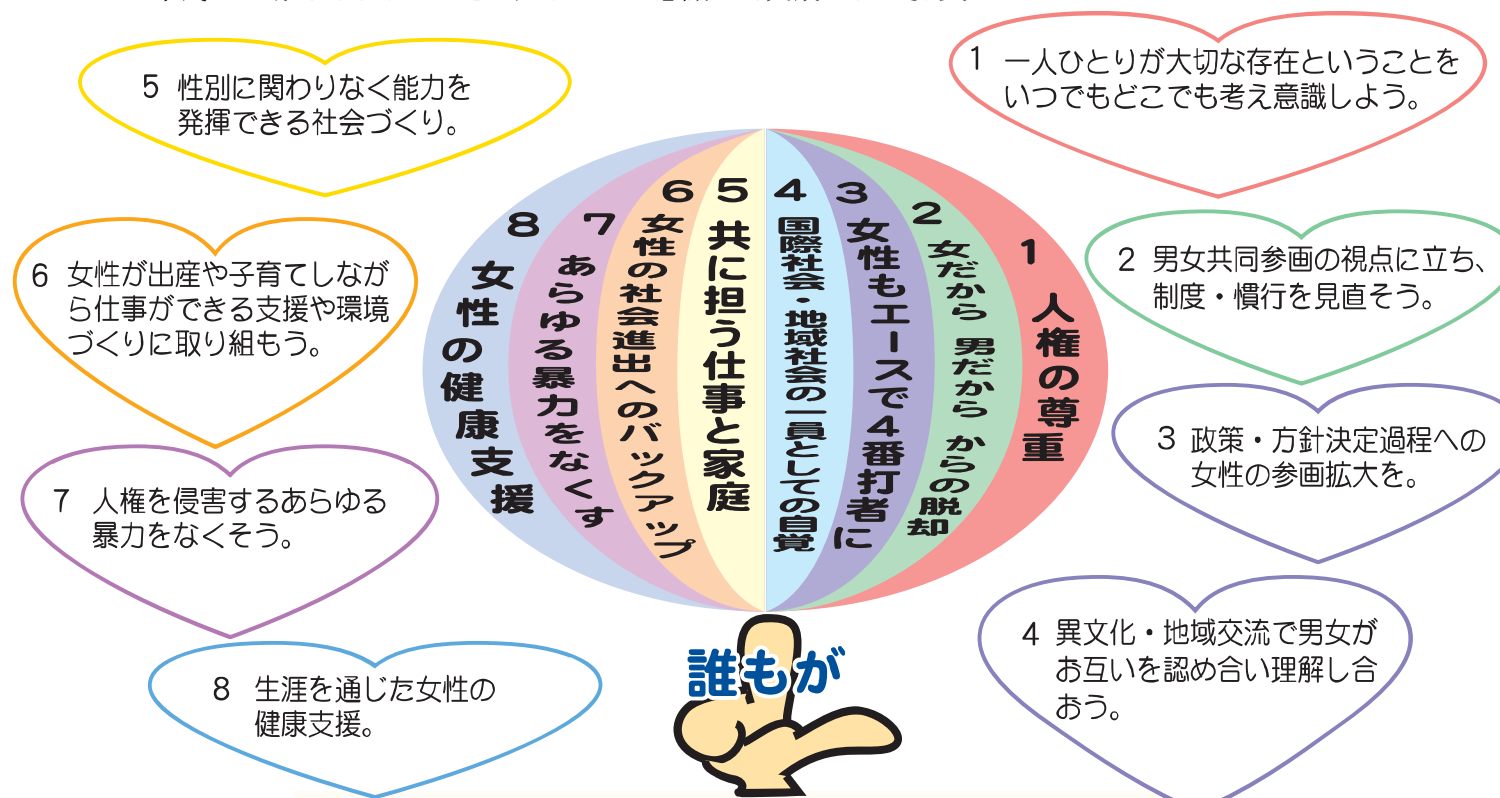 1 一人ひとりが大切な存在ということを
いつでもどこでも考え意識しよう。
2 男女共同参画の視点に立ち、
制度・慣行を見直そう。
3 政策・方針決定過程への
女性の参画拡大を。
4 異文化・地域交流で男女が
お互いを認め合い理解し合
おう。
5 性別に関わりなく能力を
発揮できる社会づくり。
6 女性が出産や子育てしなが
ら仕事ができる支援や環境
づくりに取り組もう。
7 人権を侵害するあらゆる
暴力をなくそう。
8 生涯を通じた女性の
健康支援。
1 人権の尊重
2 女だから 男だから からの脱却
3 女性もエースで4番打者に
4 国際社会・地域社会の一員としての自覚
5 共に担う仕事と家庭
6 女性の社会進出へのバックアップ
7 あらゆる暴力をなくす
8 女性の健康支援
誰もが